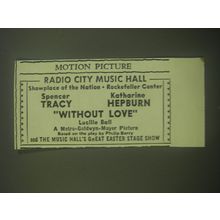 MOTION PICTURE
RADIO CITY MUSIC HALL
Showplace of the Nation • Rockefeller Center
Spencer Katharine
TRACY HEPBURN
"WITHOUT LOVE"
Lucille Ball
A Metro-Goldwyn-Mayer Picture
Based on the play by Philip Barry
and THE MUSIC HALL'S GREAT EASTER STAGE SHOW